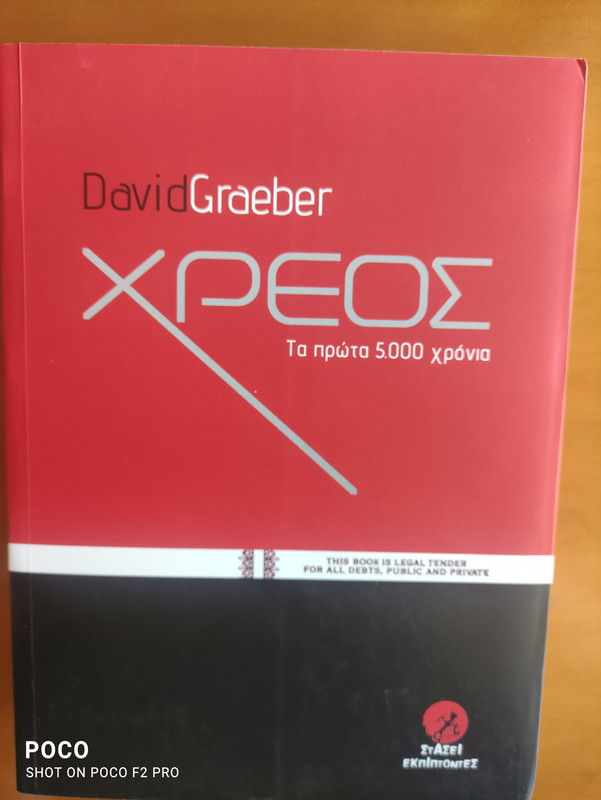 DavidGraeber
ΧΡΕΟΣ
Τα πρώτα 5.000 χρόνια
THIS BOOK IS LEGAL TENDER
FOR ALL DEBTS, PUBLIC AND PRIVATE
ΣτΑΣΕΙ
ΕΚΠΙΠΤΟΝΤΕΣ
POCO
SHOT ON POCO F2 PRO